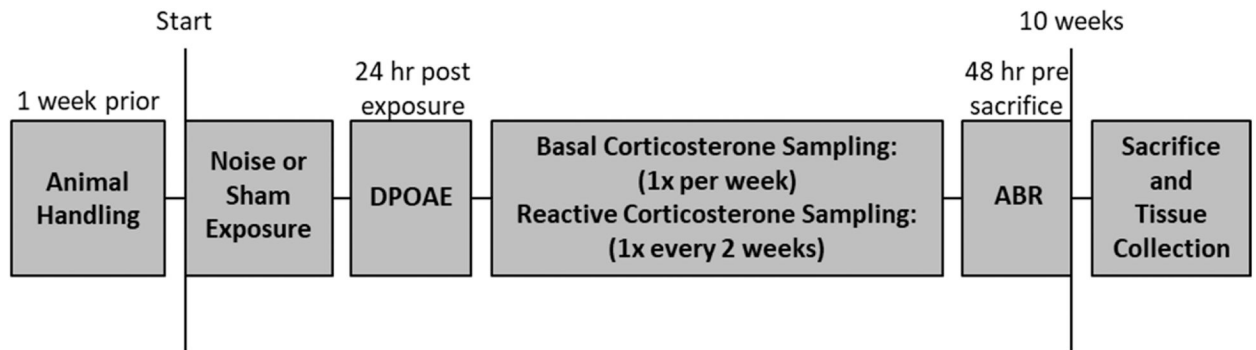 Start
10 weeks
1 week prior
24 hr post
exposure
48 hr pre
sacrifice
Animal
Handling
Noise or
Sham
Exposure
DPOAE
Basal Corticosterone Sampling:
(1x per week)
Reactive Corticosterone Sampling:
(1x every 2 weeks)
ABR
Sacrifice
and
Tissue
Collection